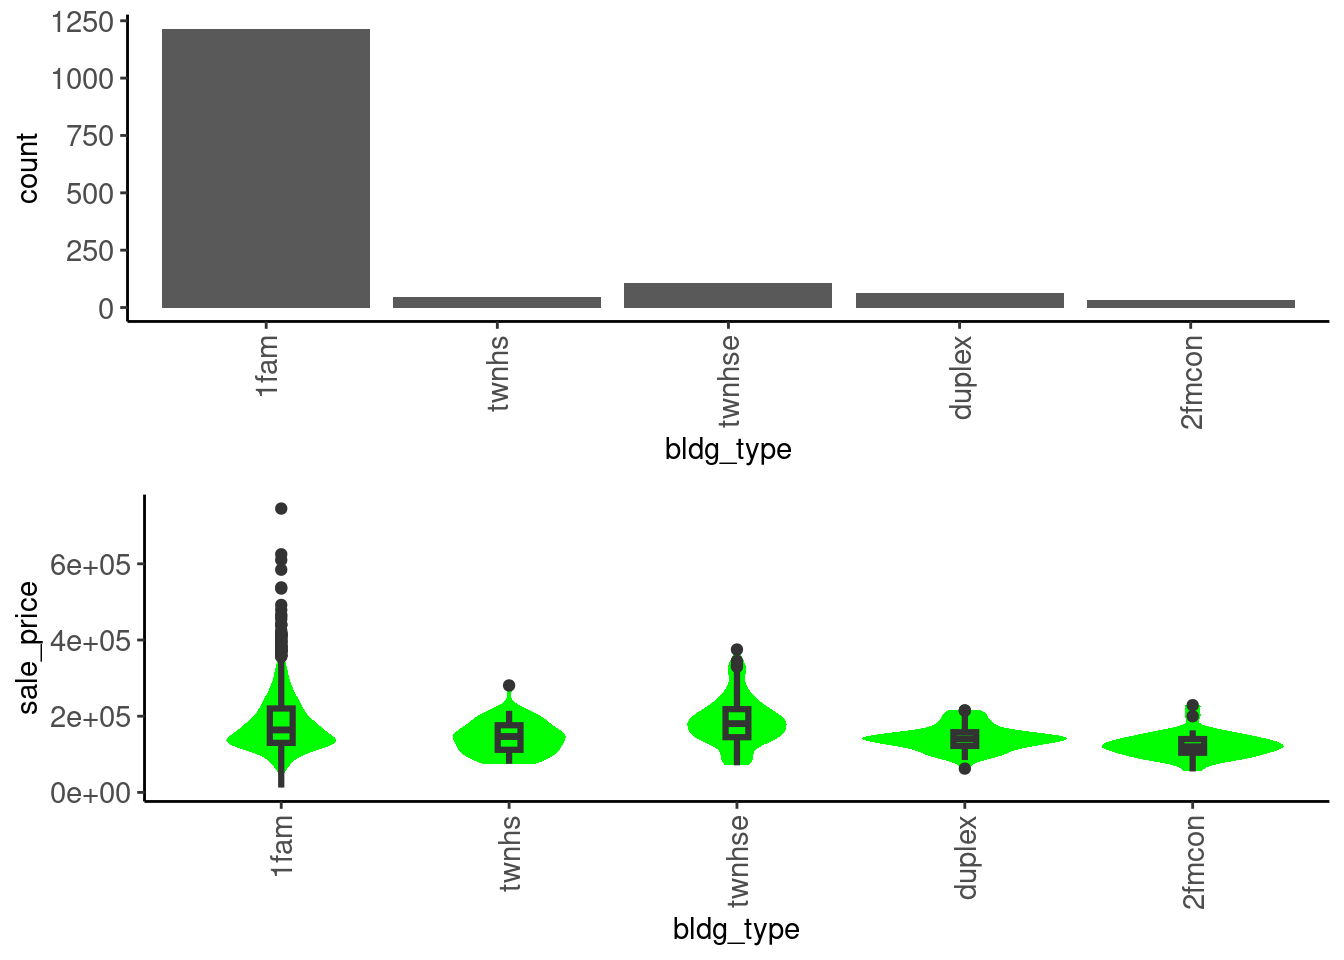 1250
1000
750
500
250
0
count
1fam
twnhs
twnhse
duplex
2fmcon
bldg_type
6e+05
4e+05
2e+05
0e+00
sale_price
1fam
twnhs
twnhse
duplex
2fmcon
bldg_type